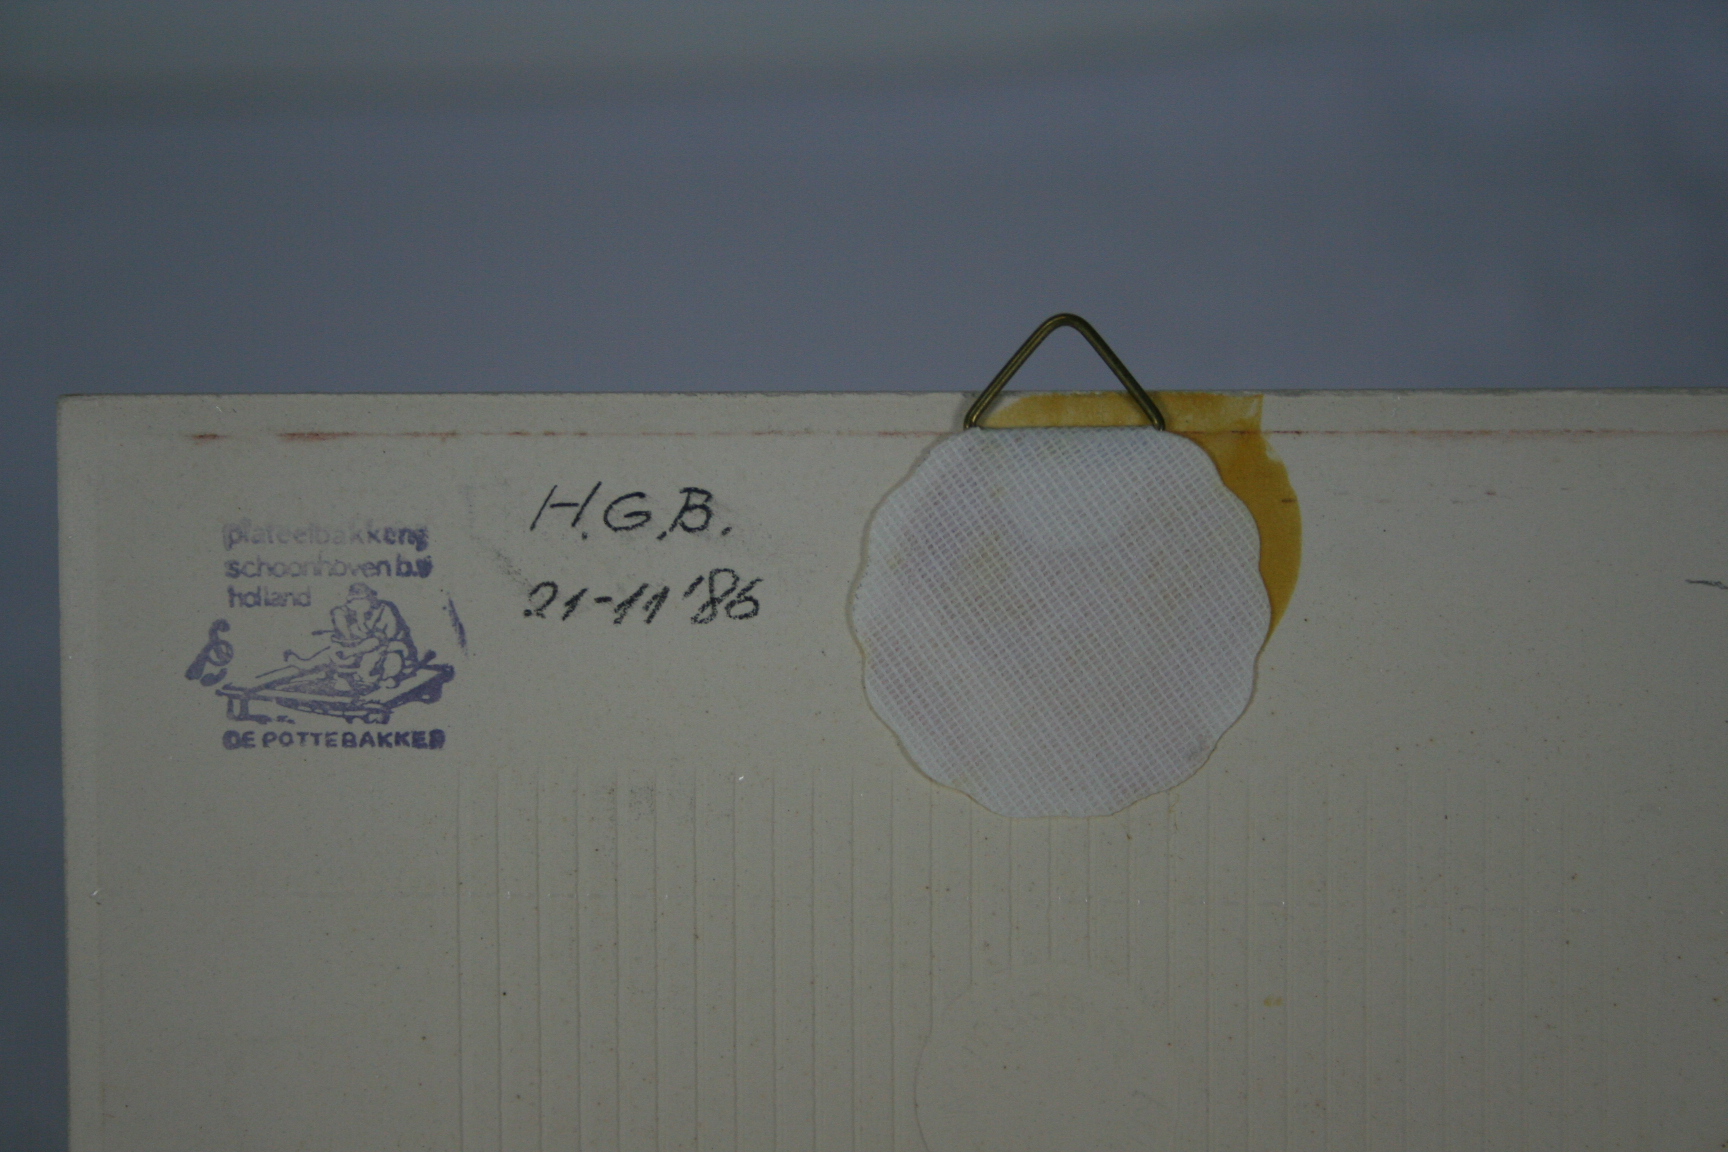 plateelbakkerij
schoonhoven b.v.
holland
DE POTTEBAKKER
H.G.B.
21-11'86